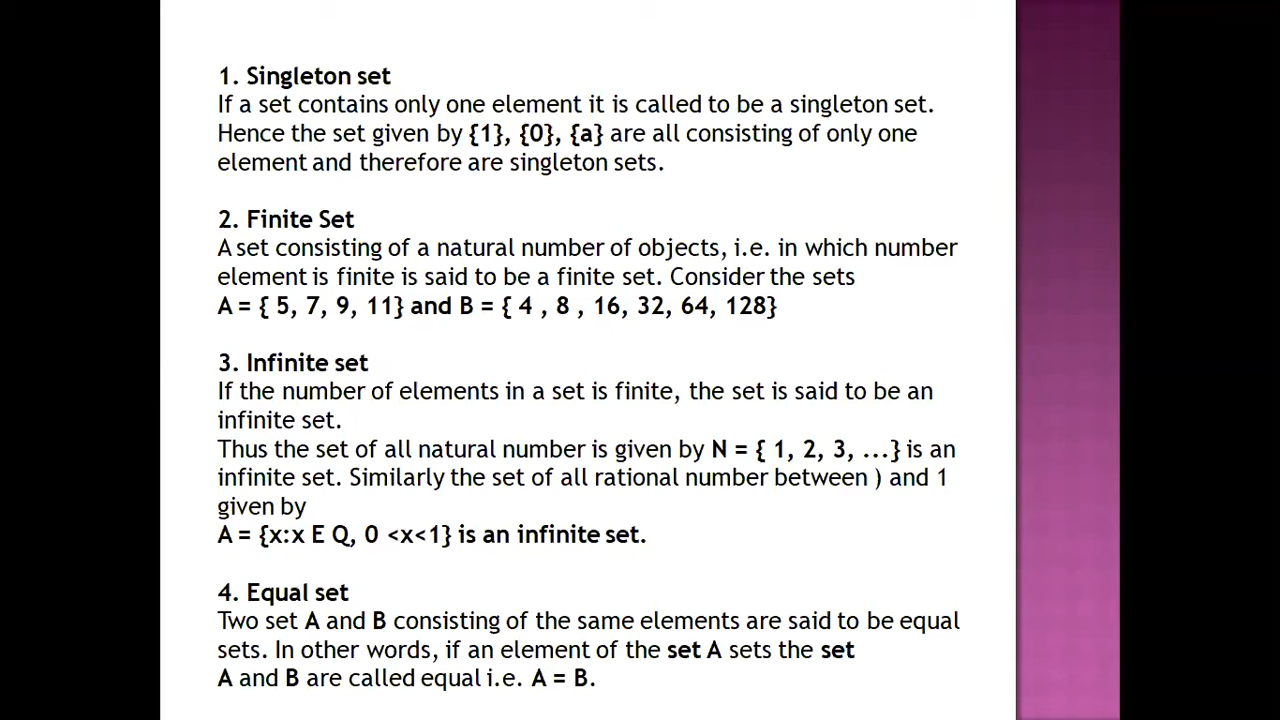 1. Singleton set
If a set contains only one element it is called to be a singleton set.
Hence the set given by {1}, {0}, {a} are all consisting of only one
element and therefore are singleton sets.
2. Finite Set
A set consisting of a natural number of objects, i.e. in which number
element is finite is said to be a finite set. Consider the sets
A = { 5, 7, 9, 11} and B = { 4 , 8 , 16, 32, 64, 128}
3. Infinite set
If the number of elements in a set is finite, the set is said to be an
infinite set.
Thus the set of all natural number is given by N = { 1, 2, 3, ...} is an
infinite set. Similarly the set of all rational number between ) and 1
given by
A = {x:x E Q, 0 <x<1} is an infinite set.
4. Equal set
Two set A and B consisting of the same elements are said to be equal
sets. In other words, if an element of the set A sets the set
A and B are called equal i.e. A = B.